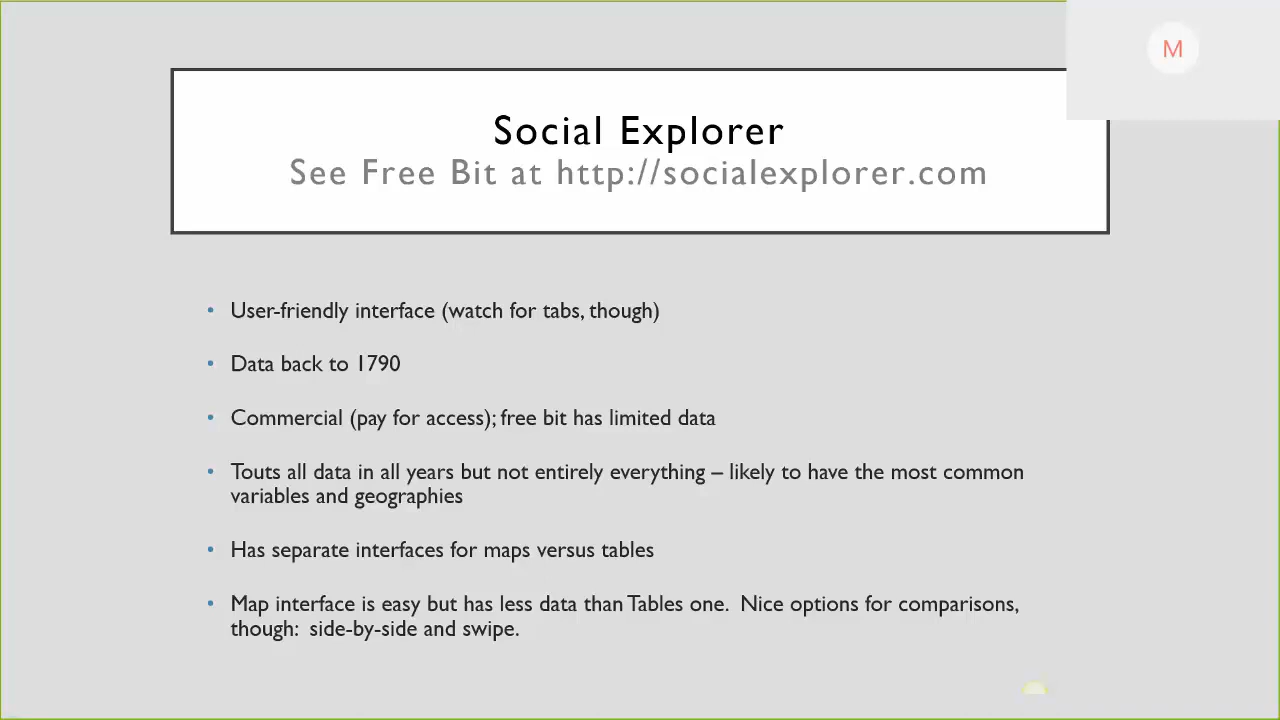 M
Social Explorer
See Free Bit at http://socialexplorer.com
• User-friendly interface (watch for tabs, though)
• Data back to 1790
• Commercial (pay for access); free bit has limited data
• Touts all data in all years but not entirely everything – likely to have the most common
variables and geographies
• Has separate interfaces for maps versus tables
• Map interface is easy but has less data than Tables one.  Nice options for comparisons,
though:  side-by-side and swipe.